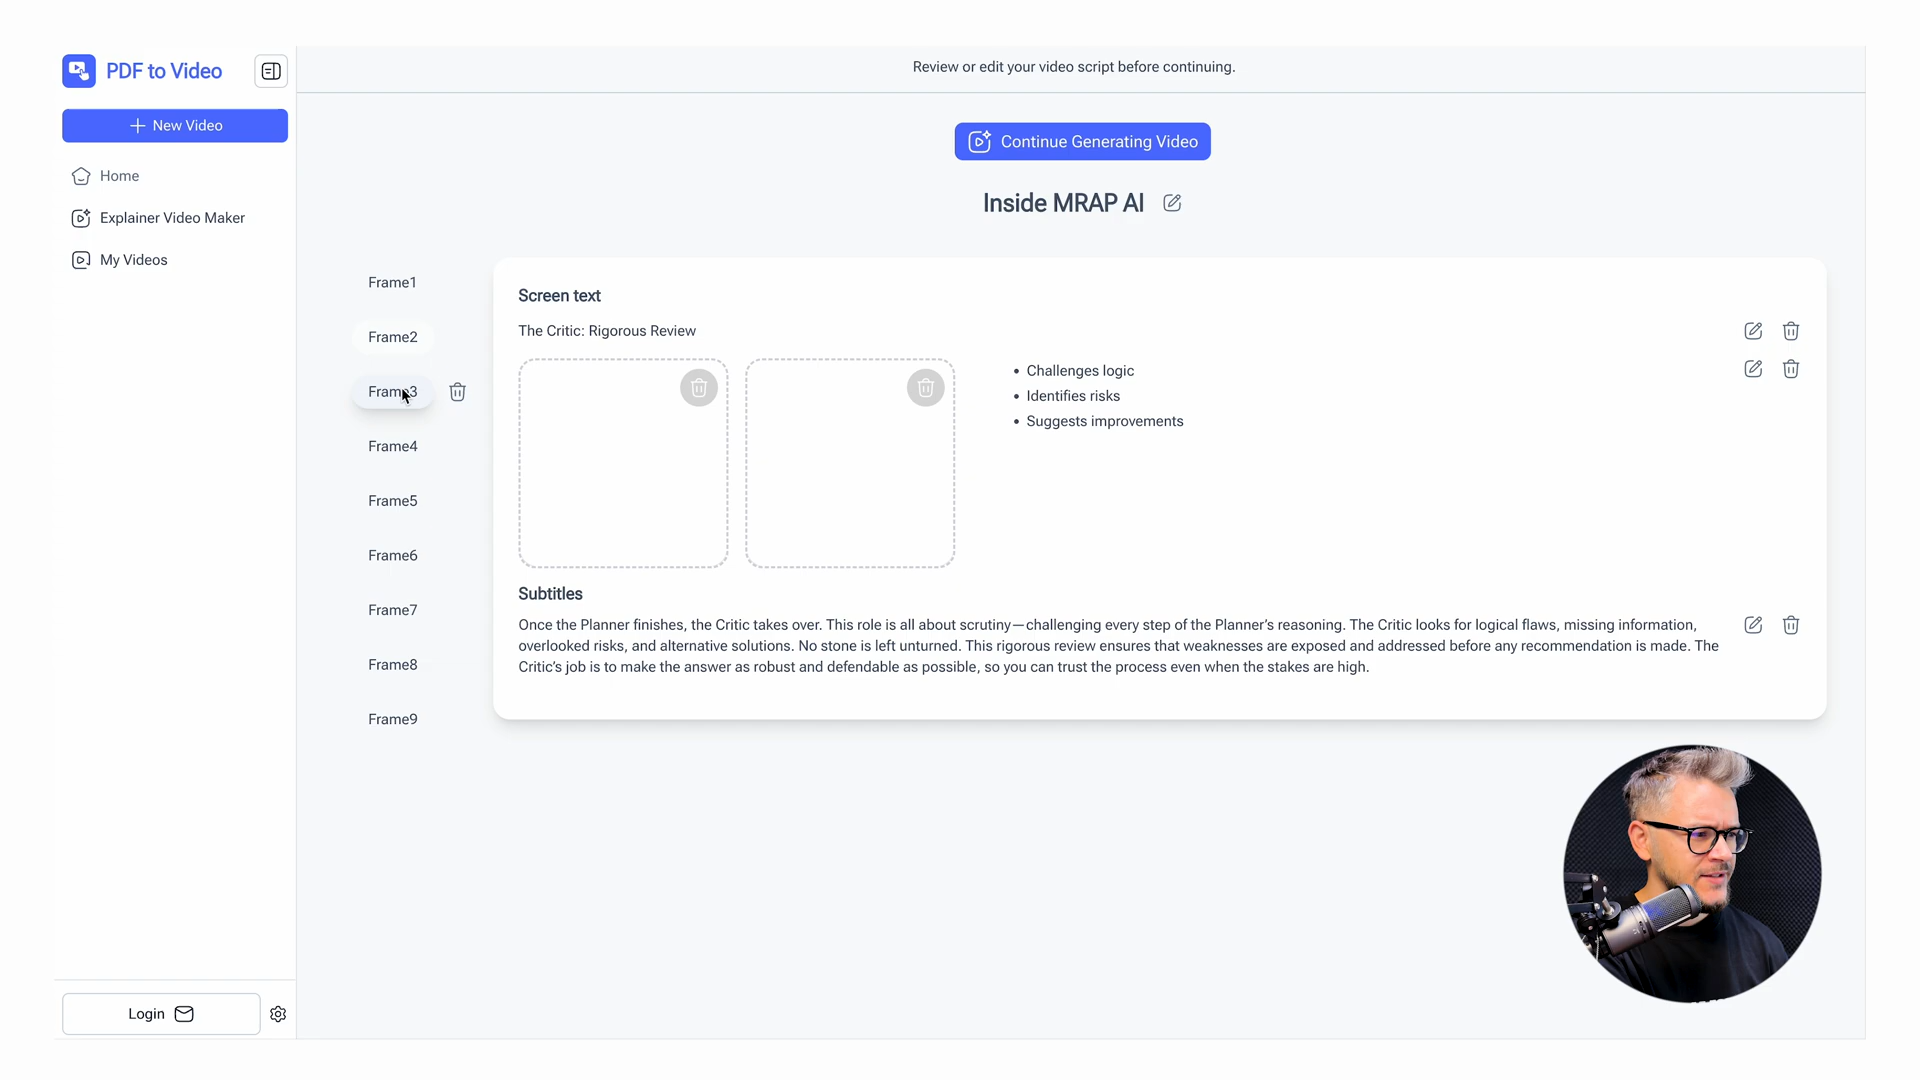 PDF to Video
Review or edit your video script before continuing.
New Video
Continue Generating Video
Home
Inside MRAP AI
Explainer Video Maker
My Videos
Frame1
Frame2
Frame3
Frame4
Frame5
Frame6
Frame7
Frame8
Frame9
Screen text
The Critic: Rigorous Review
• Challenges logic
• Identifies risks
• Suggests improvements
Subtitles
Once the Planner finishes, the Critic takes over. This role is all about scrutiny—challenging every step of the Planner's reasoning. The Critic looks for logical flaws, missing information,
overlooked risks, and alternative solutions. No stone is left unturned. This rigorous review ensures that weaknesses are exposed and addressed before any recommendation is made. The
Critic's job is to make the answer as robust and defendable as possible, so you can trust the process even when the stakes are high.
Login